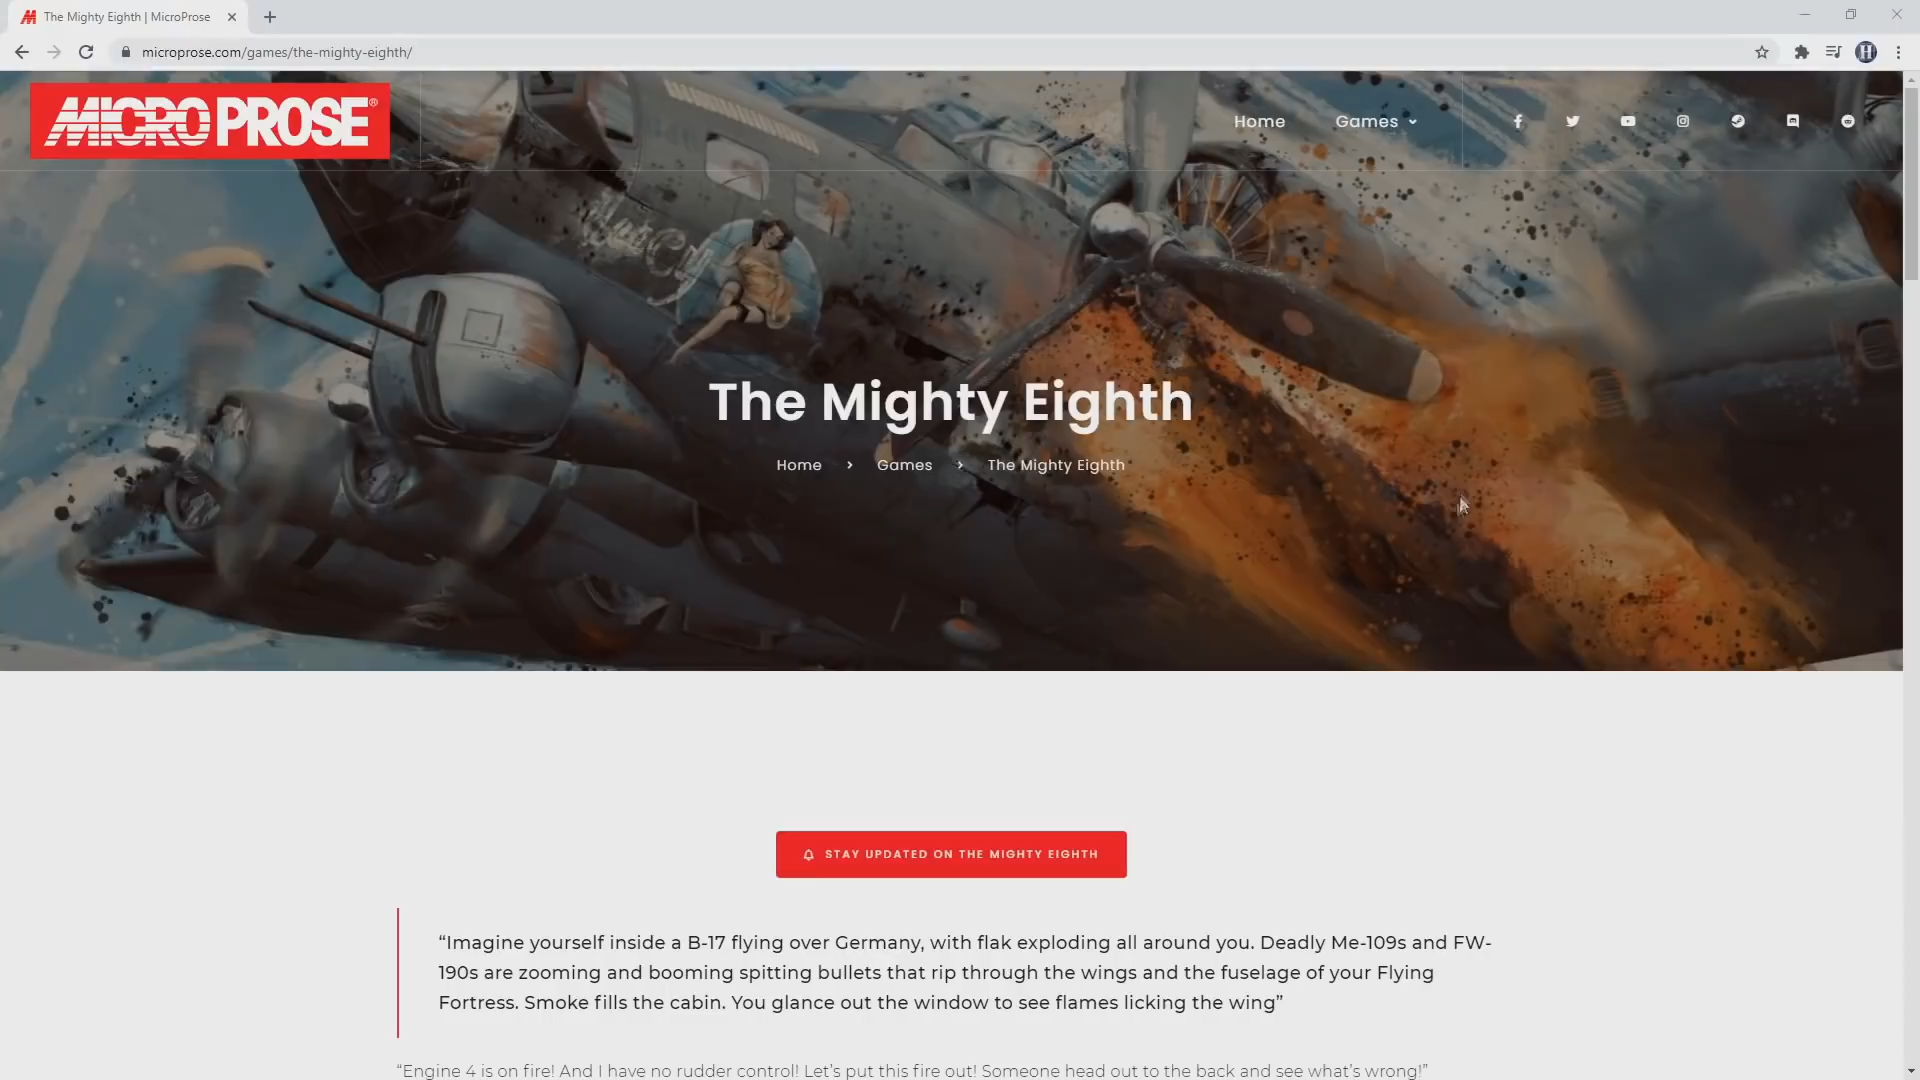 The Mighty Eighth | MicroProse
microprose.com/games/the-mighty-eighth/
MICROPROSE®
Home
Games
The Mighty Eighth
Home > Games > The Mighty Eighth
STAY UPDATED ON THE MIGHTY EIGHTH
“Imagine yourself inside a B-17 flying over Germany, with flak exploding all around you. Deadly Me-109s and FW-
190s are zooming and booming spitting bullets that rip through the wings and the fuselage of your Flying
Fortress. Smoke fills the cabin. You glance out the window to see flames licking the wing”
“Engine 4 is on fire! And I have no rudder control! Let’s put this fire out! Someone head out to the back and see what’s wrong!”